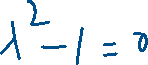 λ² - 1 = 0